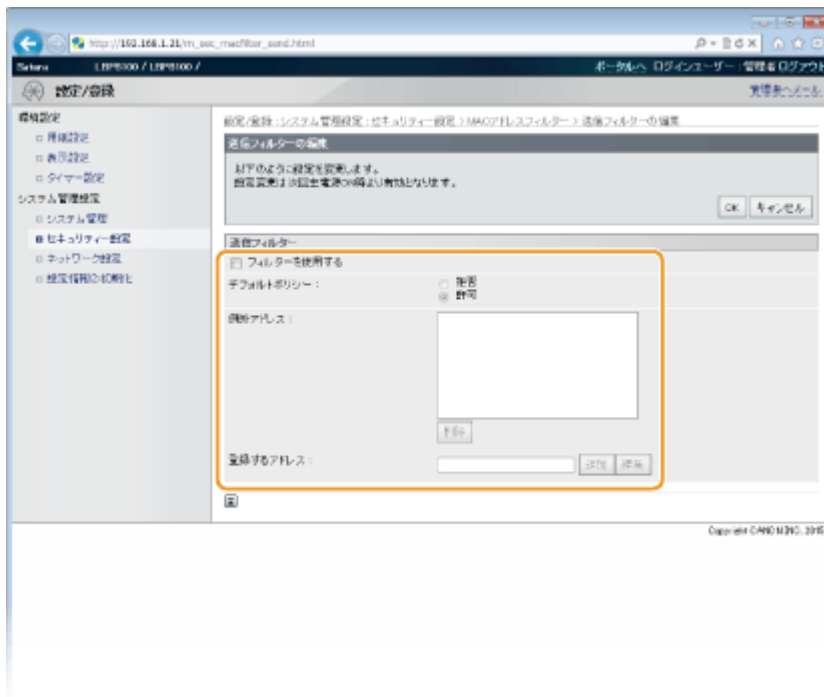 http://192.168.1.21/m_sec_macfilter_send.html
Satera LBP8100 / LBP8100 / ポータルへ ログインユーザー:管理者 ログアウト
設定/登録 管理者へメール
環境設定
用紙設定
表示設定
タイマー設定
システム管理設定
システム管理
セキュリティー設定
ネットワーク設定
設定情報の初期化
設定/登録:システム管理設定:セキュリティー設定 > MACアドレスフィルター > 送信フィルターの編集
送信フィルターの編集
以下のように設定を変更します。
設定変更は次回主電源ON時より有効となります。
OK キャンセル
送信フィルター
フィルターを使用する
デフォルトポリシー:
拒否
許可
例外アドレス:
削除
登録するアドレス:
追加 編集
Copyright CANON INC. 2015